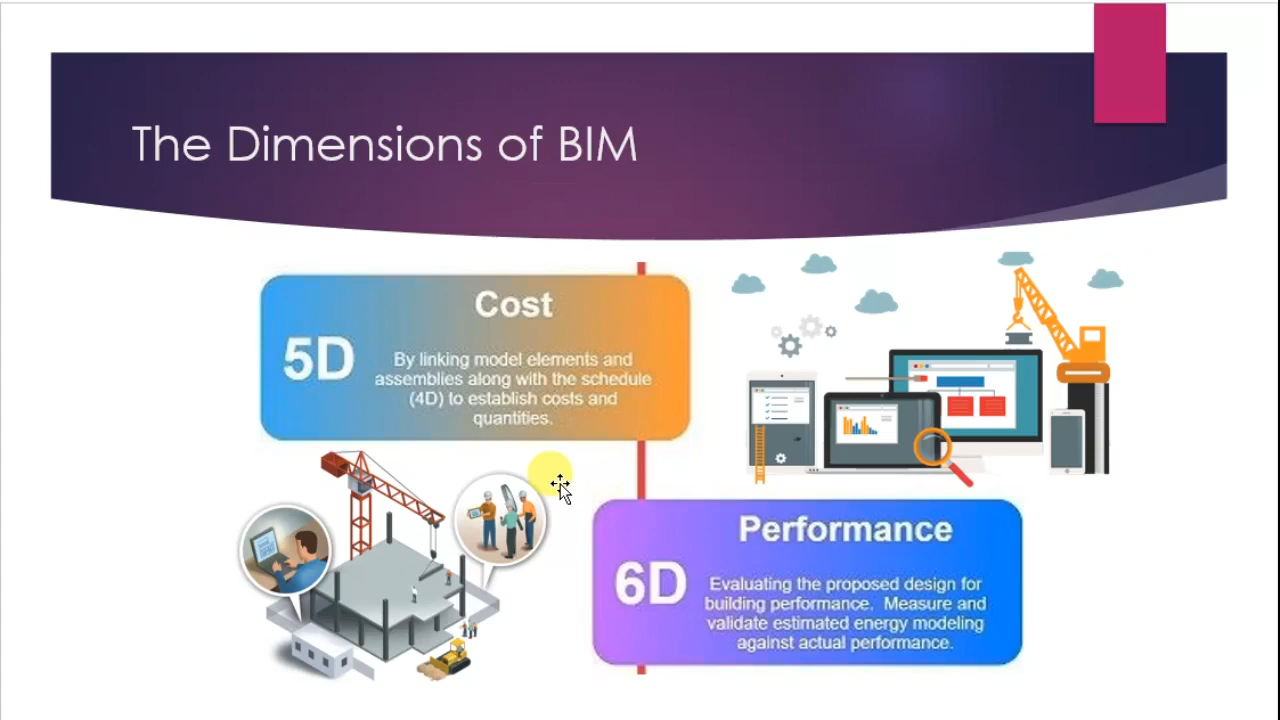 The Dimensions of BIM
Cost
5D
By linking model elements and
assemblies along with the schedule
(4D) to establish costs and
quantities.
Performance
6D
Evaluating the proposed design for
building performance. Measure and
validate estimated energy modeling
against actual performance.